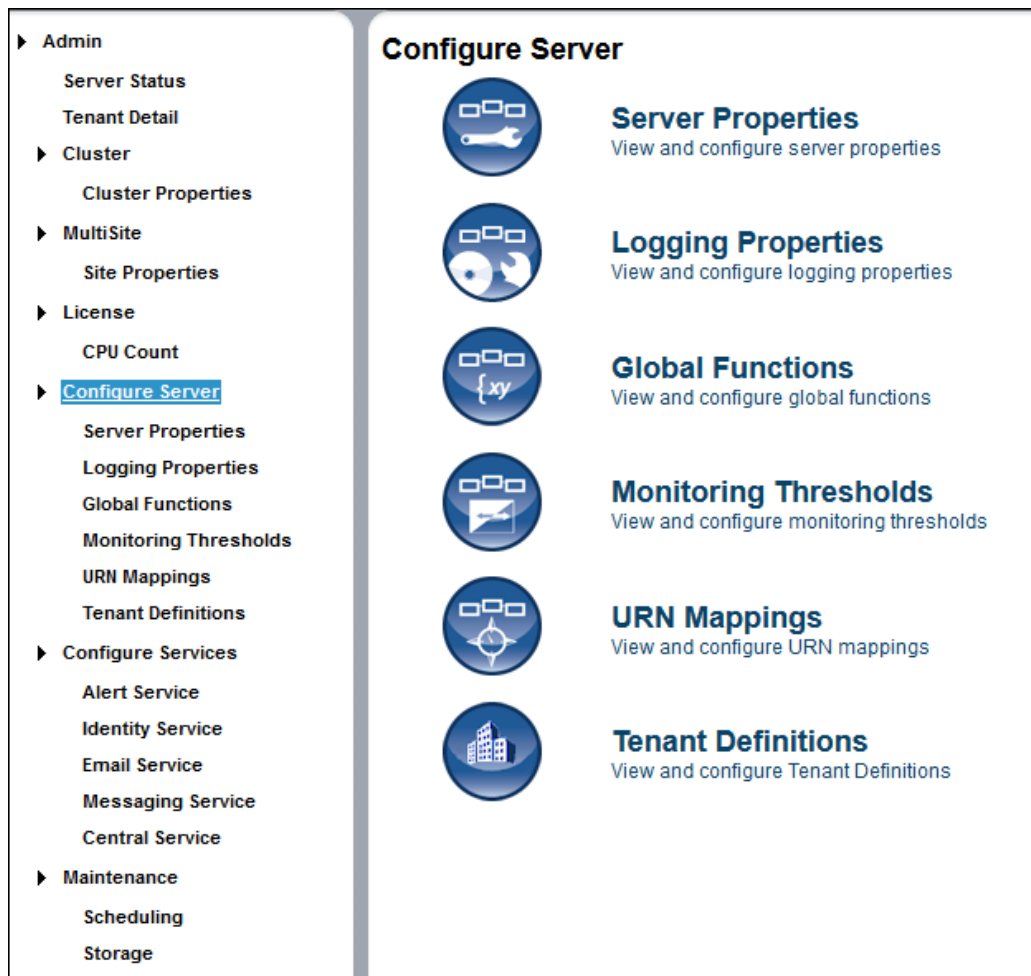 Admin
Server Status
Tenant Detail
Cluster
Cluster Properties
MultiSite
Site Properties
License
CPU Count
Configure Server
Server Properties
Logging Properties
Global Functions
Monitoring Thresholds
URN Mappings
Tenant Definitions
Configure Services
Alert Service
Identity Service
Email Service
Messaging Service
Central Service
Maintenance
Scheduling
Storage
Configure Server
Server Properties
View and configure server properties
Logging Properties
View and configure logging properties
{xy
Global Functions
View and configure global functions
Monitoring Thresholds
View and configure monitoring thresholds
URN Mappings
View and configure URN mappings
Tenant Definitions
View and configure Tenant Definitions